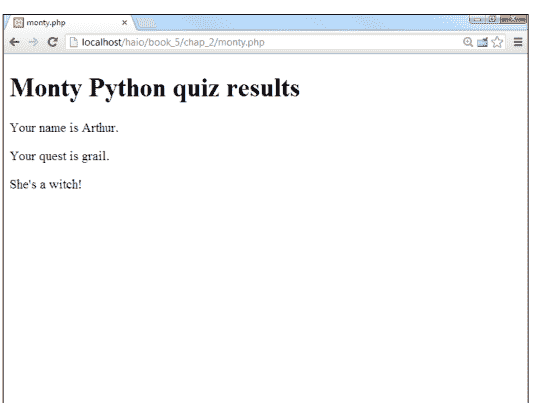 monty.php
localhost/haio/book_5/chap_2/monty.php
Monty Python quiz results
Your name is Arthur.
Your quest is grail.
She's a witch!